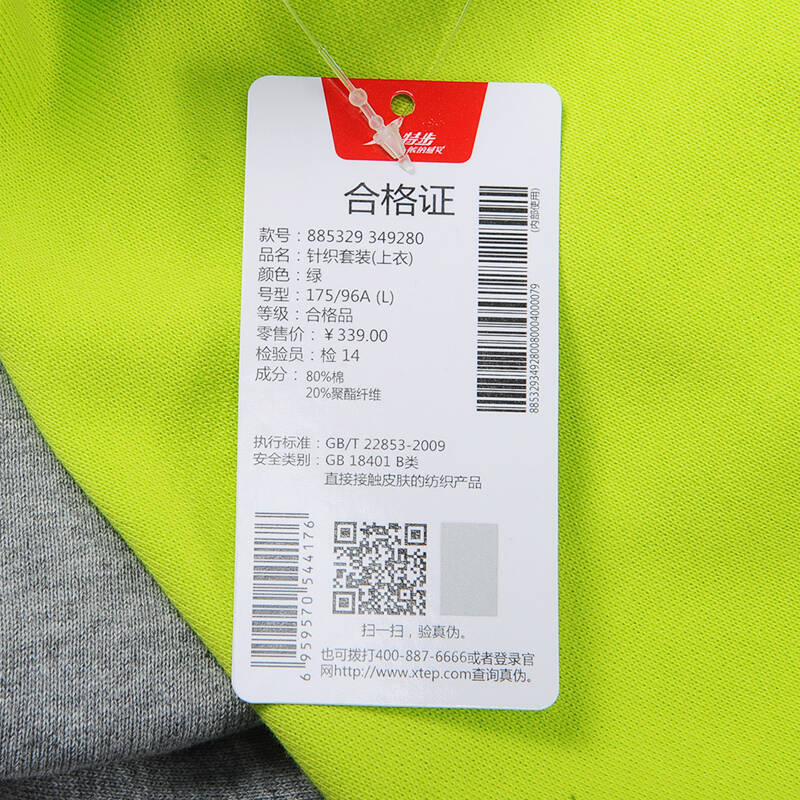 特步
合格证
款号：885329 349280
品名：针织套装(上衣)
颜色：绿
号型：175/96A (L)
等级：合格品
零售价：￥339.00
检验员：检 14
成分：80%棉
20%聚酯纤维
(内部使用)
885329349280080004000079
执行标准：GB/T 22853-2009
安全类别：GB 18401 B类
直接接触皮肤的纺织产品
6 959570 544176
扫一扫，验真伪。
也可拨打400-887-6666或者登录官
网http://www.xtep.com查询真伪。